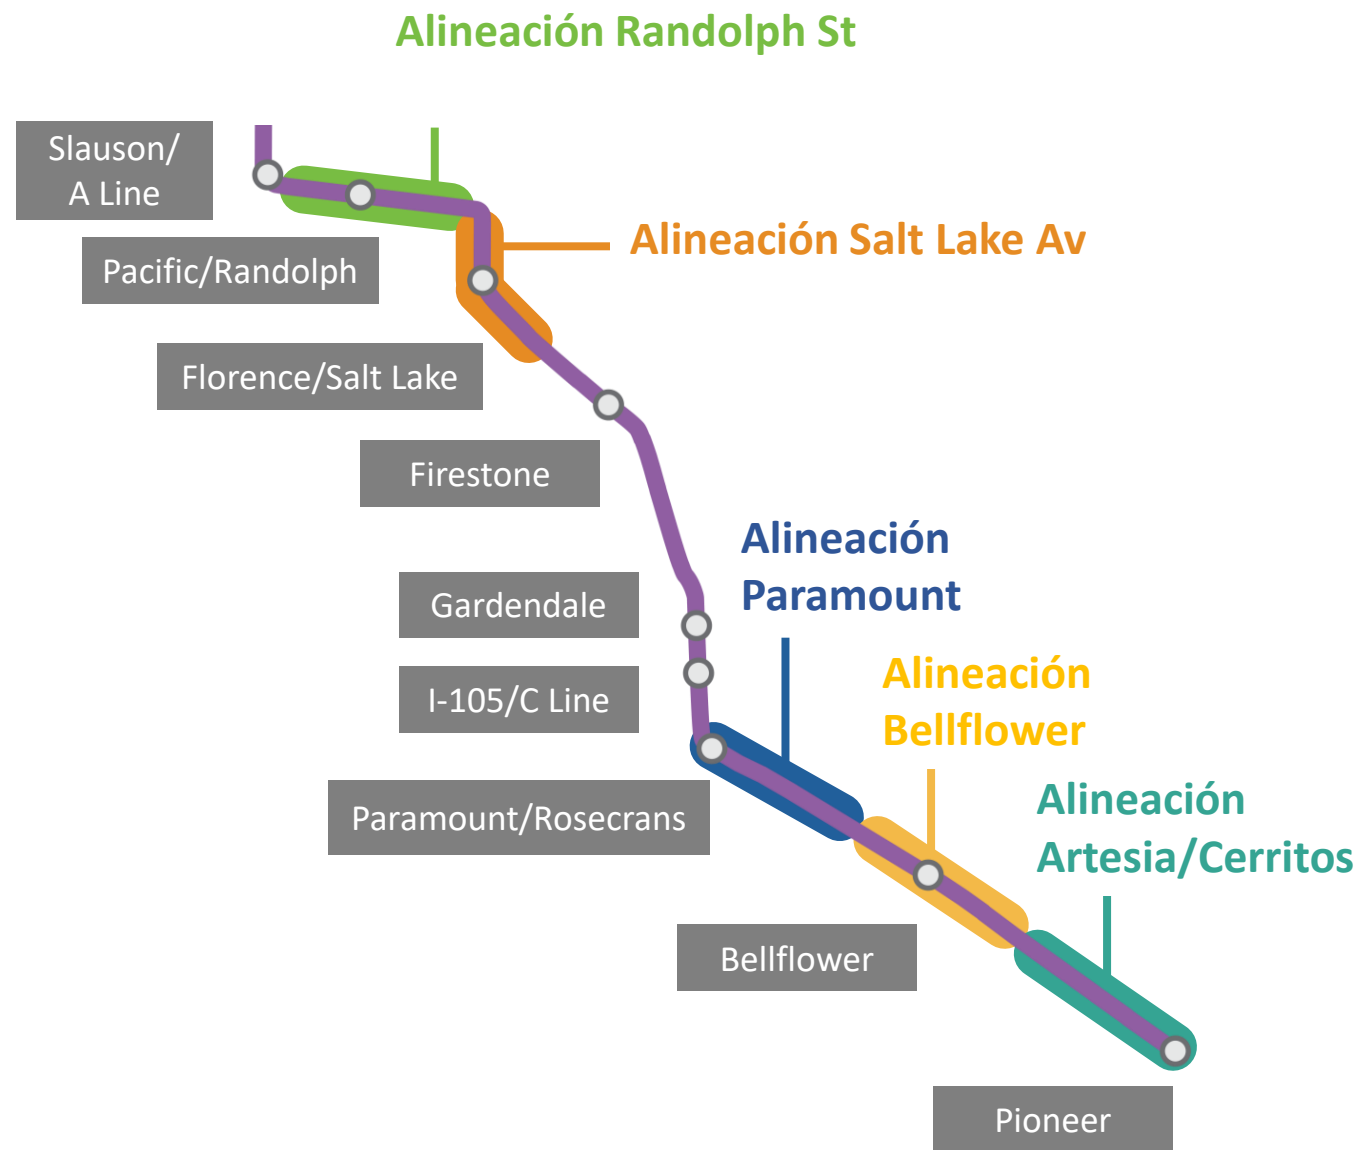 Alineación Randolph St
Slauson/
A Line
Alineación Salt Lake Av
Pacific/Randolph
Florence/Salt Lake
Firestone
Alineación
Paramount
Gardendale
I-105/C Line
Alineación
Bellflower
Paramount/Rosecrans
Alineación
Artesia/Cerritos
Bellflower
Pioneer